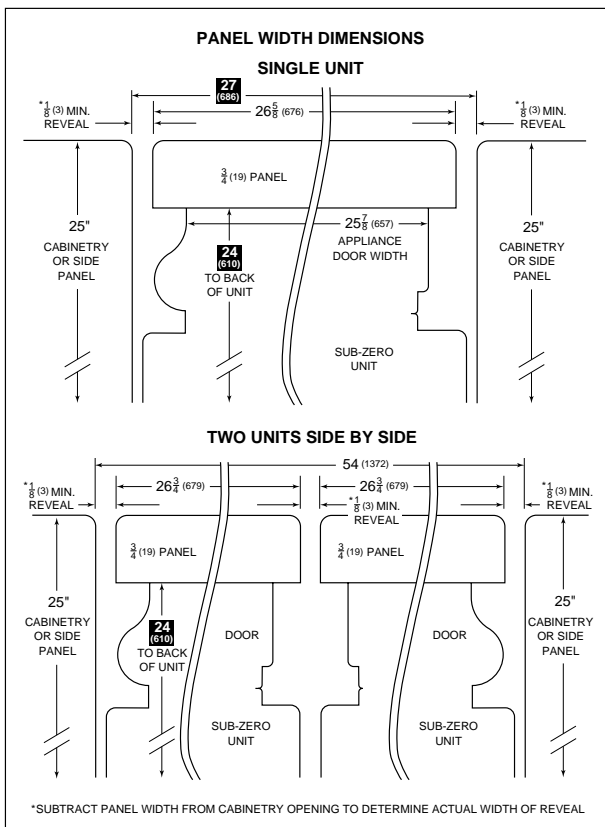 PANEL WIDTH DIMENSIONS
SINGLE UNIT
27
(686)
*1/8 (3) MIN.
REVEAL
26 5/8 (676)
*1/8 (3) MIN.
REVEAL
3/4 (19) PANEL
25"
CABINETRY
OR SIDE
PANEL
24
(610)
TO BACK
OF UNIT
25 7/8 (657)
APPLIANCE
DOOR WIDTH
25"
CABINETRY
OR SIDE
PANEL
SUB-ZERO
UNIT
TWO UNITS SIDE BY SIDE
54 (1372)
*1/8 (3) MIN.
REVEAL
26 3/4 (679)
26 3/4 (679)
*1/8 (3) MIN.
REVEAL
*1/8 (3) MIN.
REVEAL
3/4 (19) PANEL
3/4 (19) PANEL
25"
CABINETRY
OR SIDE
PANEL
24
(610)
TO BACK
OF UNIT
DOOR
DOOR
25"
CABINETRY
OR SIDE
PANEL
SUB-ZERO
UNIT
SUB-ZERO
UNIT
*SUBTRACT PANEL WIDTH FROM CABINETRY OPENING TO DETERMINE ACTUAL WIDTH OF REVEAL